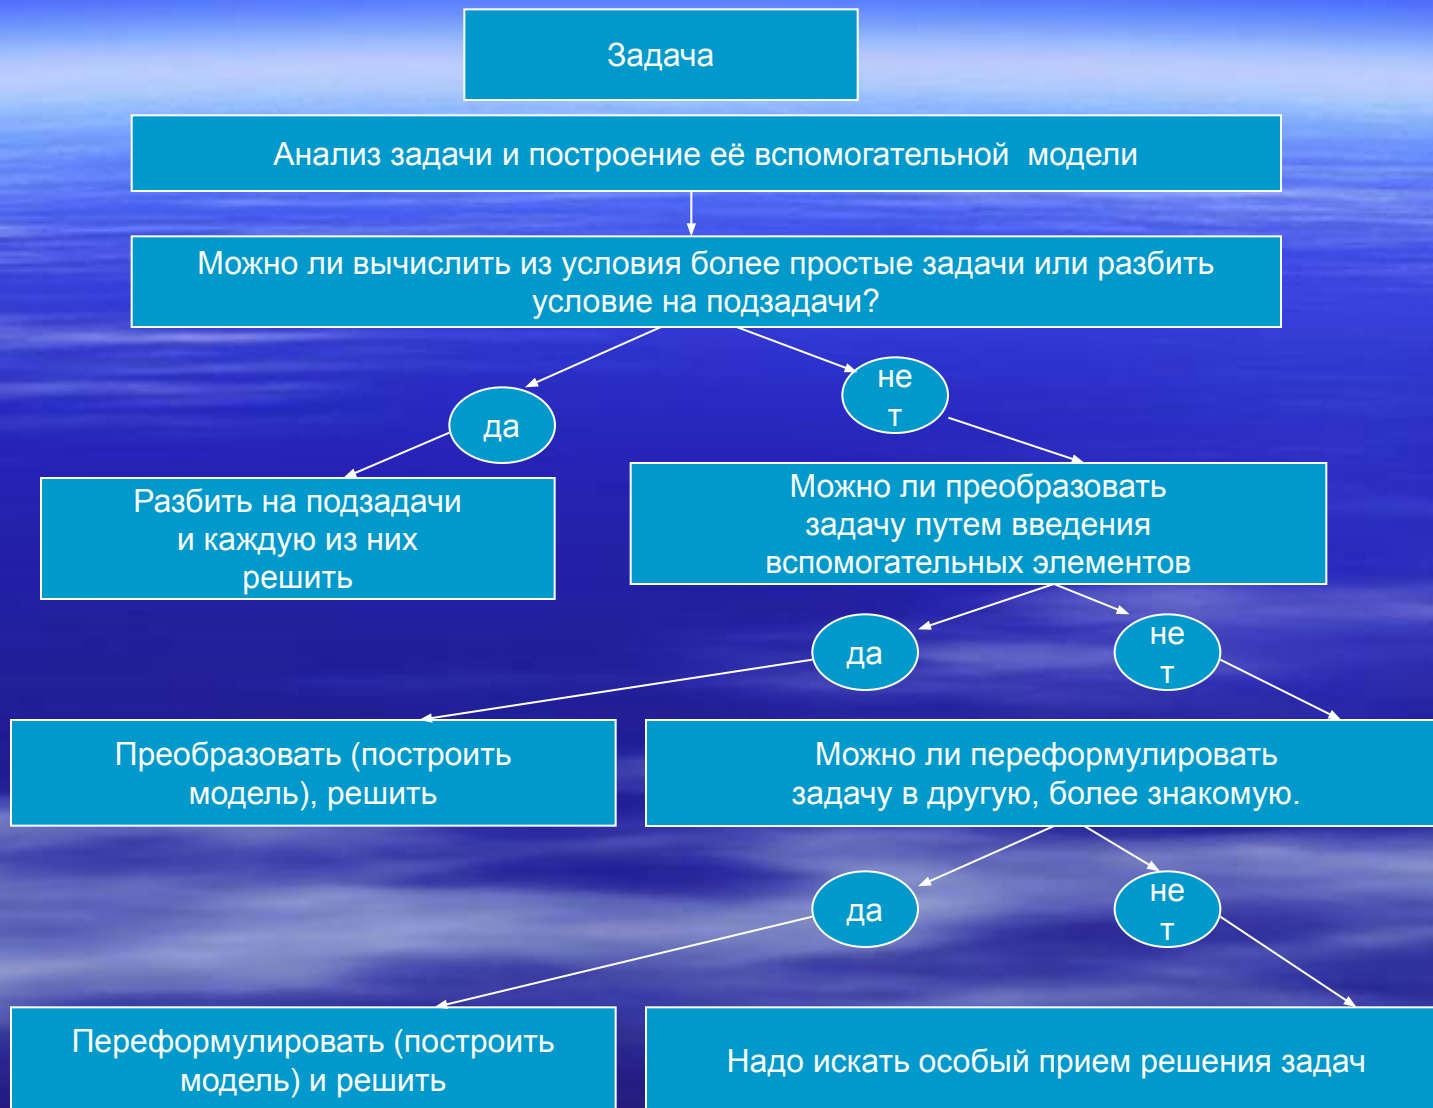 Задача
Анализ задачи и построение её вспомогательной модели
Можно ли вычислить из условия более простые задачи или разбить
условие на подзадачи?
не
т
да
Разбить на подзадачи
и каждую из них
решить
Можно ли преобразовать
задачу путем введения
вспомогательных элементов
да
не
т
Преобразовать (построить
модель), решить
Можно ли переформулировать
задачу в другую, более знакомую.
да
не
т
Переформулировать (построить
модель) и решить
Надо искать особый прием решения задач